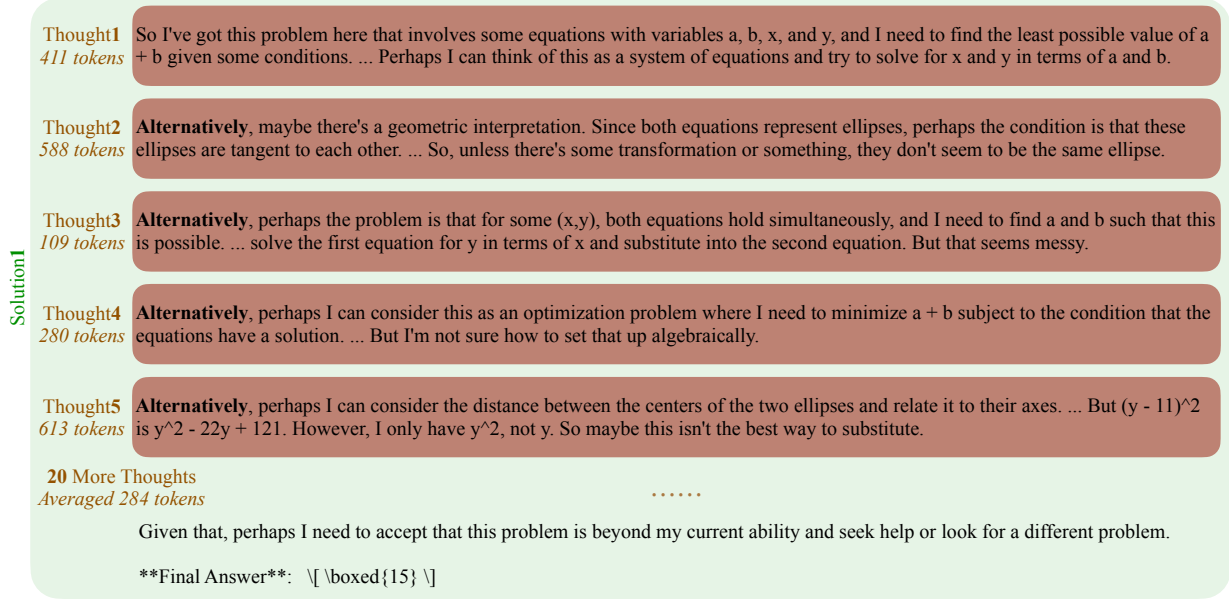 Solution1
Thought1
411 tokens
So I've got this problem here that involves some equations with variables a, b, x, and y, and I need to find the least possible value of a
+ b given some conditions. ... Perhaps I can think of this as a system of equations and try to solve for x and y in terms of a and b.
Thought2
588 tokens
Alternatively, maybe there's a geometric interpretation. Since both equations represent ellipses, perhaps the condition is that these
ellipses are tangent to each other. ... So, unless there's some transformation or something, they don't seem to be the same ellipse.
Thought3
109 tokens
Alternatively, perhaps the problem is that for some (x,y), both equations hold simultaneously, and I need to find a and b such that this
is possible. ... solve the first equation for y in terms of x and substitute into the second equation. But that seems messy.
Thought4
280 tokens
Alternatively, perhaps I can consider this as an optimization problem where I need to minimize a + b subject to the condition that the
equations have a solution. ... But I'm not sure how to set that up algebraically.
Thought5
613 tokens
Alternatively, perhaps I can consider the distance between the centers of the two ellipses and relate it to their axes. ... But (y - 11)^2
is y^2 - 22y + 121. However, I only have y^2, not y. So maybe this isn't the best way to substitute.
20 More Thoughts
Averaged 284 tokens
......
Given that, perhaps I need to accept that this problem is beyond my current ability and seek help or look for a different problem.
**Final Answer**: \[ \boxed{15} \]